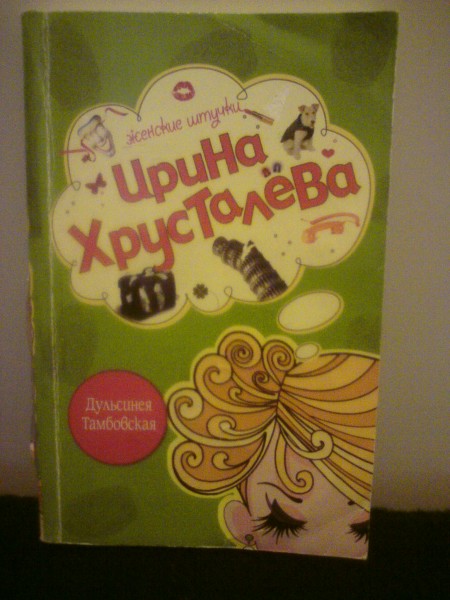 женские штучки
Ирина
Хрусталёва
Дульсинея
Тамбовская